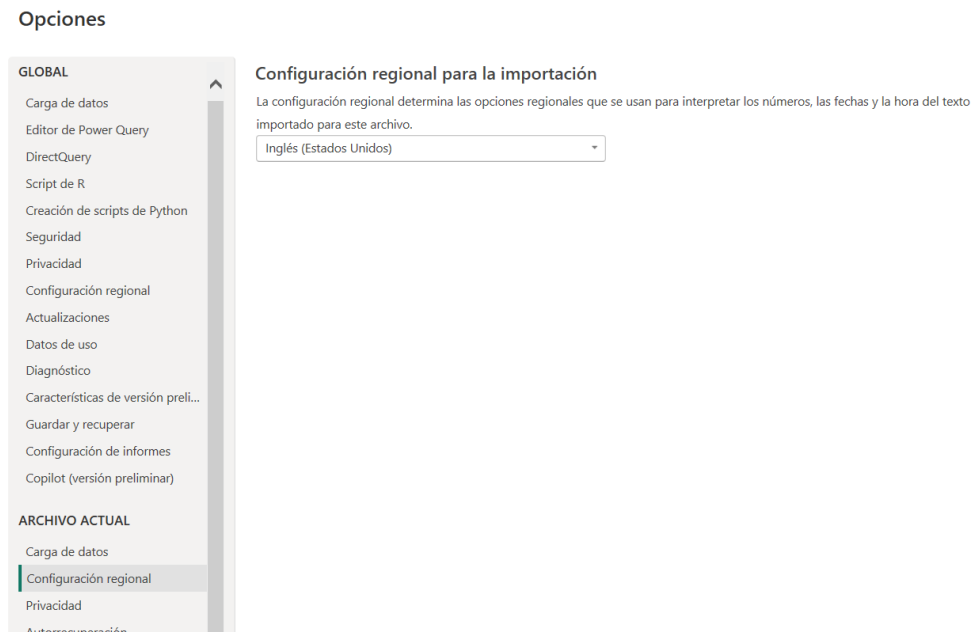 Opciones
GLOBAL
Carga de datos
Editor de Power Query
DirectQuery
Script de R
Creación de scripts de Python
Seguridad
Privacidad
Configuración regional
Actualizaciones
Datos de uso
Diagnóstico
Características de versión preli...
Guardar y recuperar
Configuración de informes
Copilot (versión preliminar)
ARCHIVO ACTUAL
Carga de datos
Configuración regional
Privacidad
Autorrecuperación
Configuración regional para la importación
La configuración regional determina las opciones regionales que se usan para interpretar los números, las fechas y la hora del texto
importado para este archivo.
Inglés (Estados Unidos)